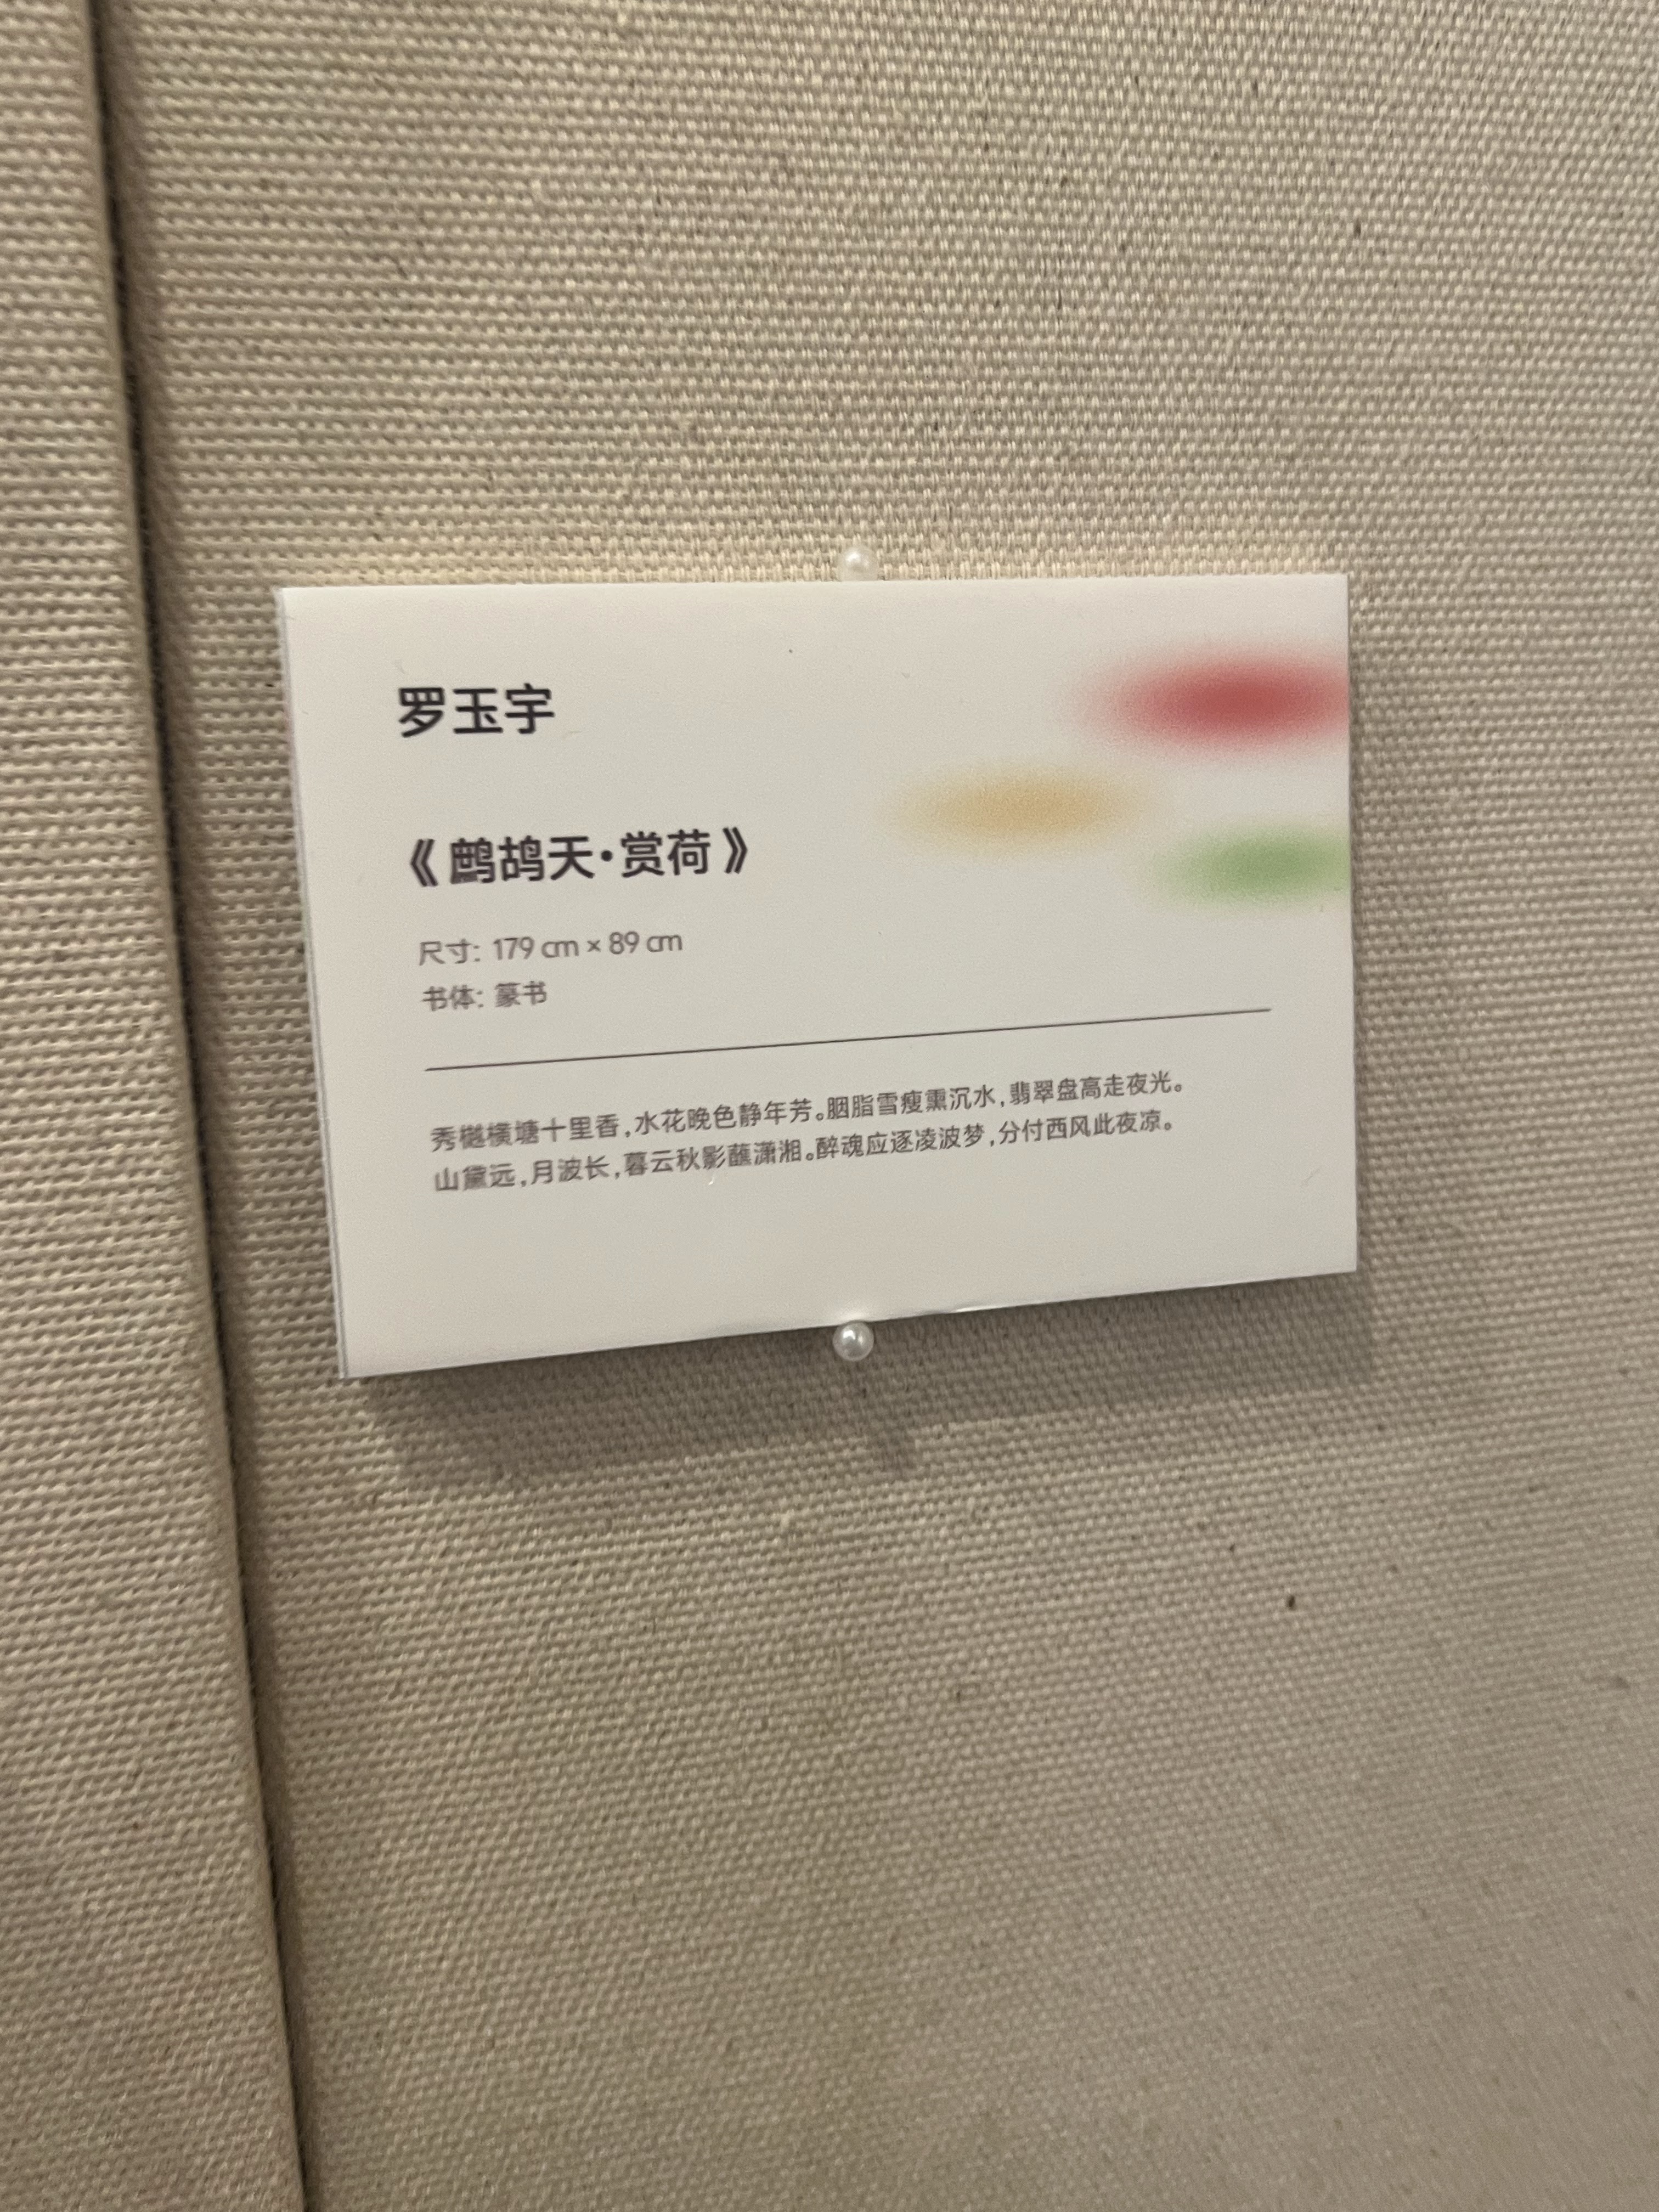 罗玉宇
《鹧鸪天·赏荷》
尺寸: 179 cm × 89 cm
书体: 篆书
秀樾横塘十里香,水花晚色静年芳。胭脂雪瘦熏沉水,翡翠盘高走夜光。
山黛远,月波长,暮云秋影蘸潇湘。醉魂应逐凌波梦,分付西风此夜凉。